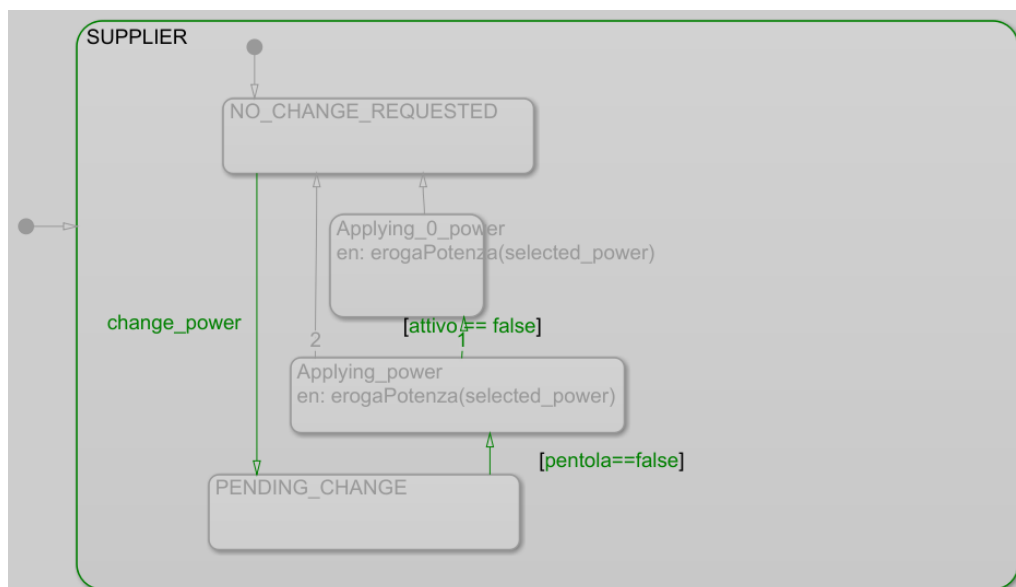 SUPPLIER
NO_CHANGE_REQUESTED
Applying_0_power
en: erogaPotenza(selected_power)
change_power
[attivo == false]
2
1
Applying_power
en: erogaPotenza(selected_power)
[pentola==false]
PENDING_CHANGE